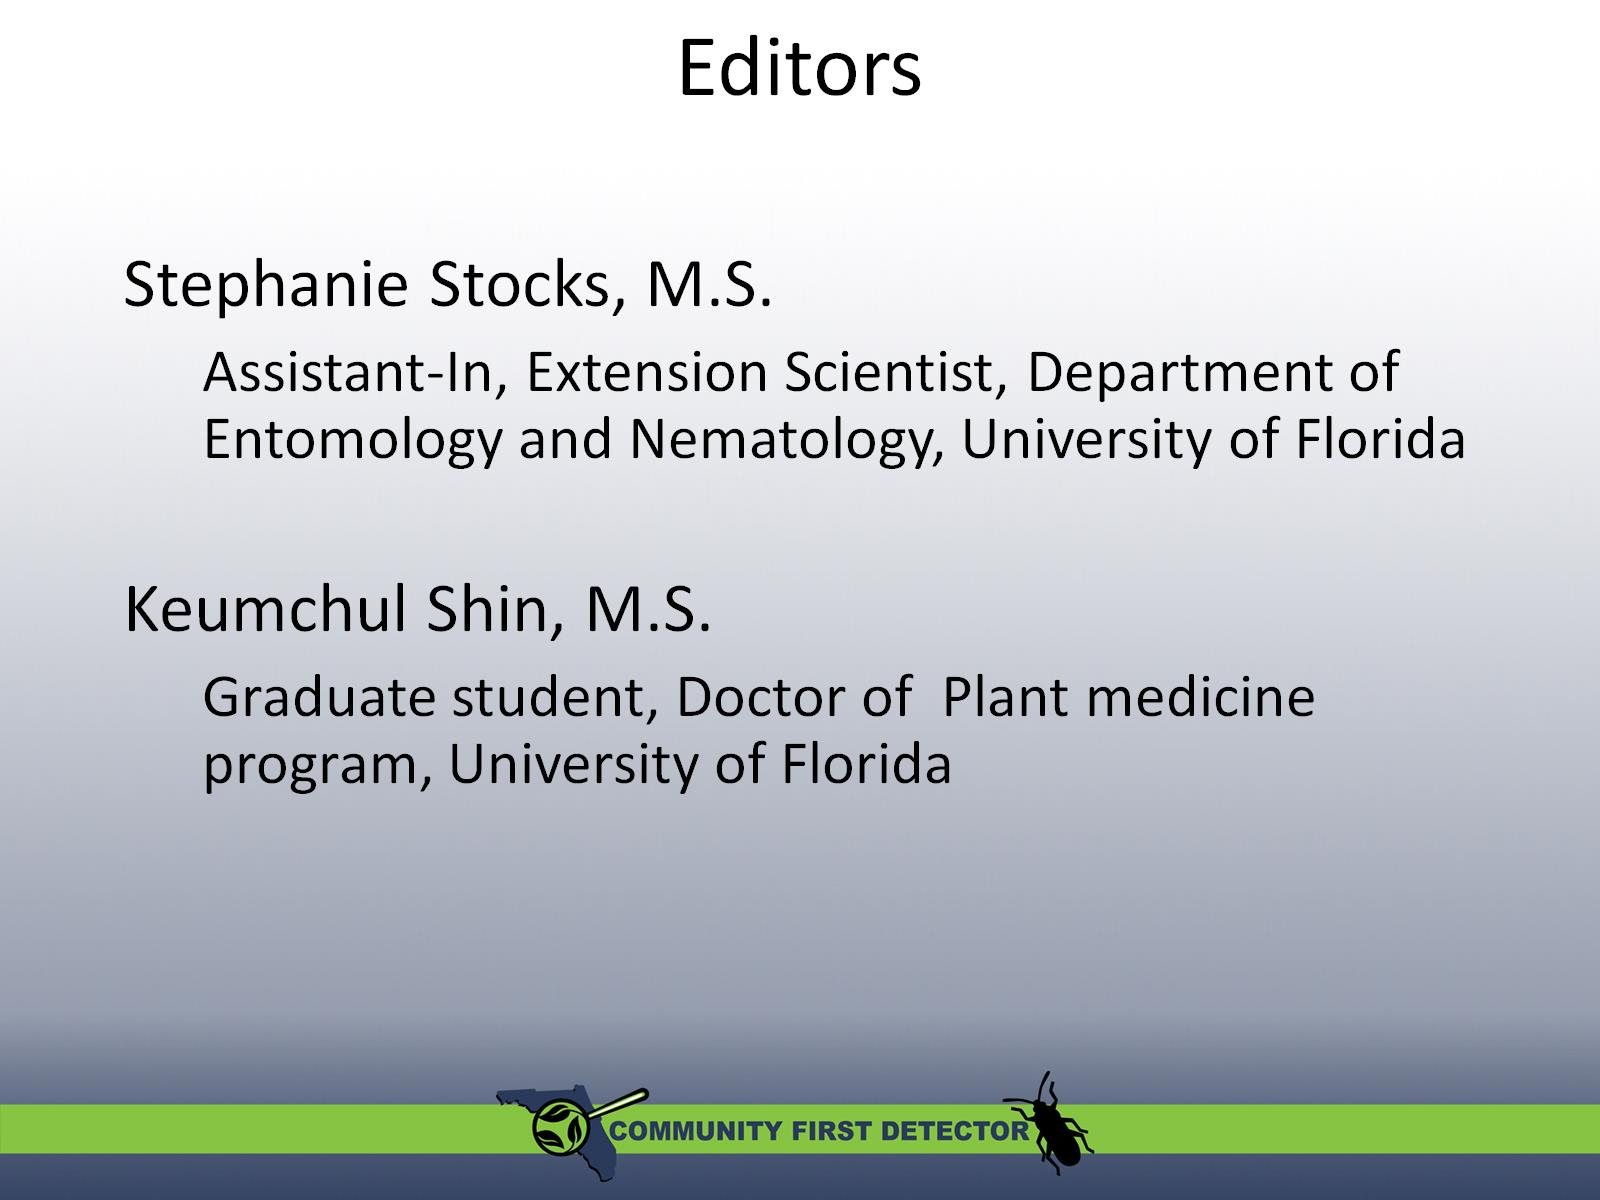 Editors
Stephanie Stocks, M.S.
Assistant-In, Extension Scientist, Department of
Entomology and Nematology, University of Florida
Keumchul Shin, M.S.
Graduate student, Doctor of  Plant medicine
program, University of Florida
COMMUNITY FIRST DETECTOR